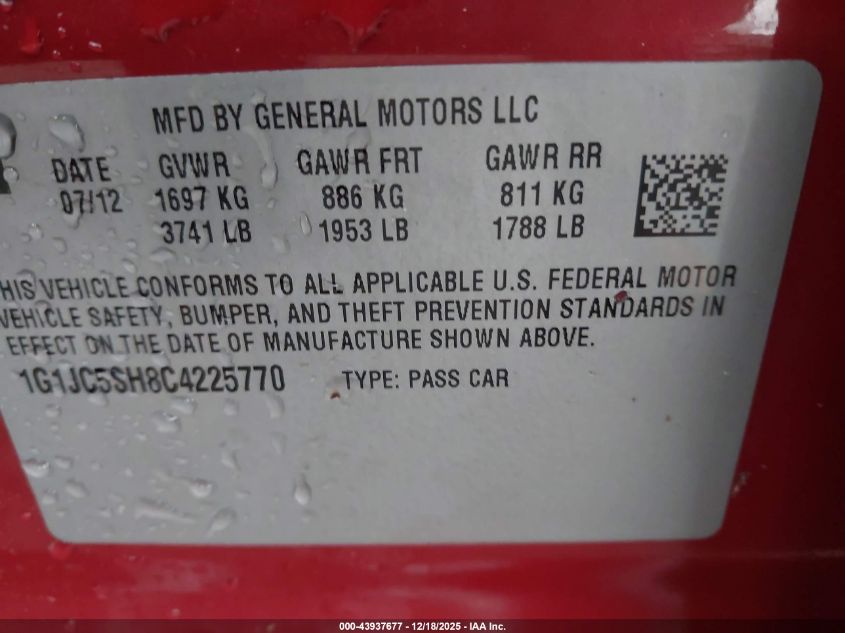 MFD BY GENERAL MOTORS LLC
DATE GVWR GAWR FRT GAWR RR
07/12 1697 KG 886 KG 811 KG
3741 LB 1953 LB 1788 LB
HIS VEHICLE CONFORMS TO ALL APPLICABLE U.S. FEDERAL MOTOR
VEHICLE SAFETY, BUMPER, AND THEFT PREVENTION STANDARDS IN
EFFECT ON THE DATE OF MANUFACTURE SHOWN ABOVE.
1G1JC5SH8C4225770 TYPE: PASS CAR
000-43937677 - 12/18/2025 - IAA Inc.